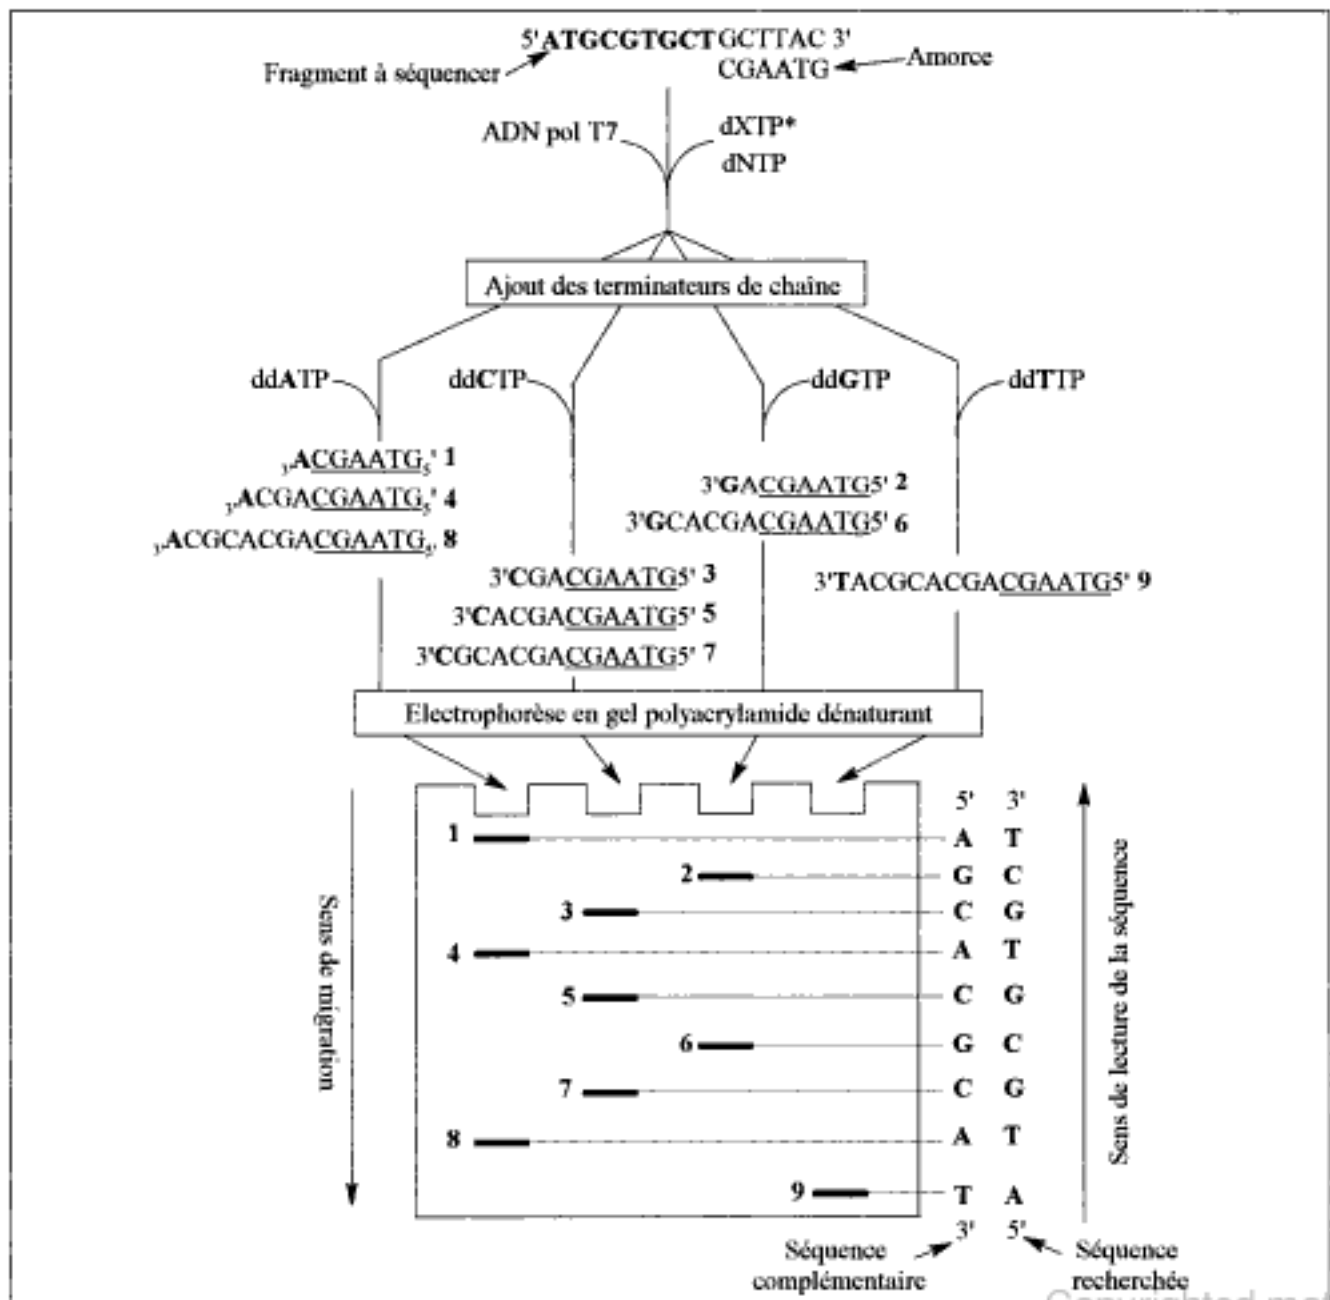 5'ATGCGTGCTGCTTAC 3'
Fragment à séquencer
CGAATG
Amorce
ADN pol T7
dXTP*
dNTP
Ajout des terminateurs de chaîne
ddATP
ddCTP
ddGTP
ddTTP
3'ACGAATG5' 1
3'ACGACGAATG5' 4
3'ACGCACGACGAATG5' 8
3'GACGAATG5' 2
3'GCACGACGAATG5' 6
3'CGACGAATG5' 3
3'CACGACGAATG5' 5
3'CGCACGACGAATG5' 7
3'TACGCACGACGAATG5' 9
Electrophorèse en gel polyacrylamide dénaturant
5' 3'
1 A T
2 G C
3 C G
4 A T
5 C G
6 G C
7 C G
8 A T
9 T A
3' 5'
Sens de migration
Sens de lecture de la séquence
Séquence
complémentaire
Séquence
recherchée